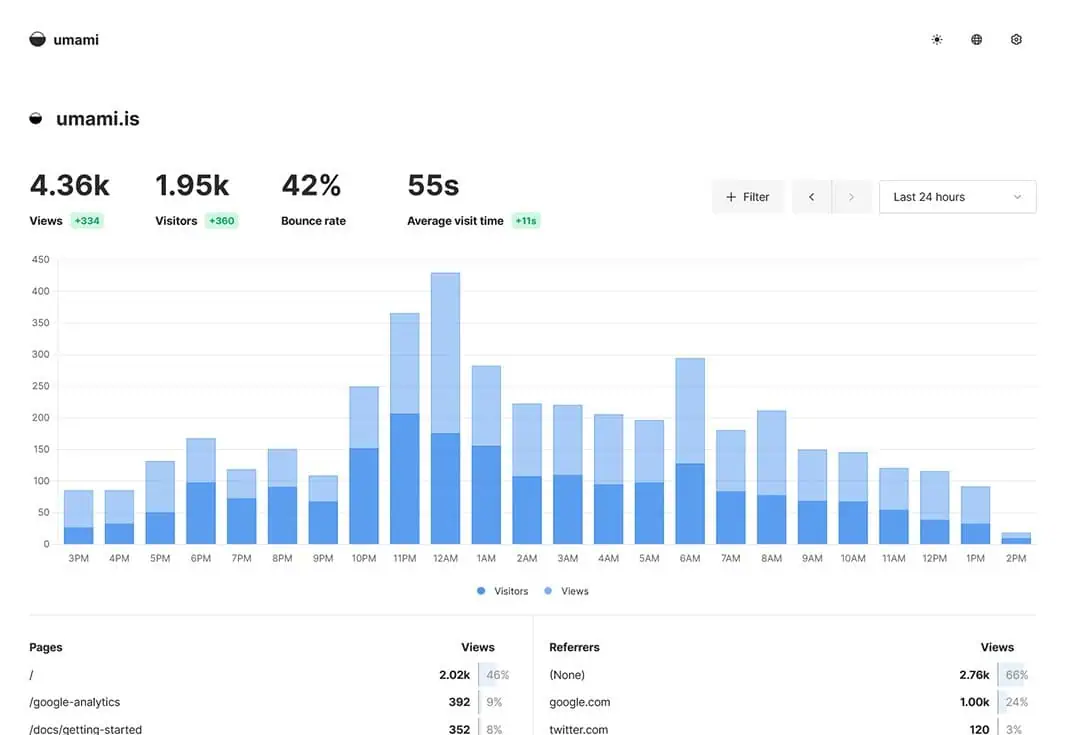 umami
umami.is
4.36k 1.95k 42% 55s
Views +334 Visitors +360 Bounce rate Average visit time +11s
+ Filter Last 24 hours
450
400
350
300
250
200
150
100
50
0
3PM 4PM 5PM 6PM 7PM 8PM 9PM 10PM 11PM 12AM 1AM 2AM 3AM 4AM 5AM 6AM 7AM 8AM 9AM 10AM 11AM 12PM 1PM 2PM
Visitors Views
Pages Views
/ 2.02k 46%
/google-analytics 392 9%
/docs/getting-started 352 8%
Referrers Views
(None) 2.76k 66%
google.com 1.00k 24%
twitter.com 120 3%